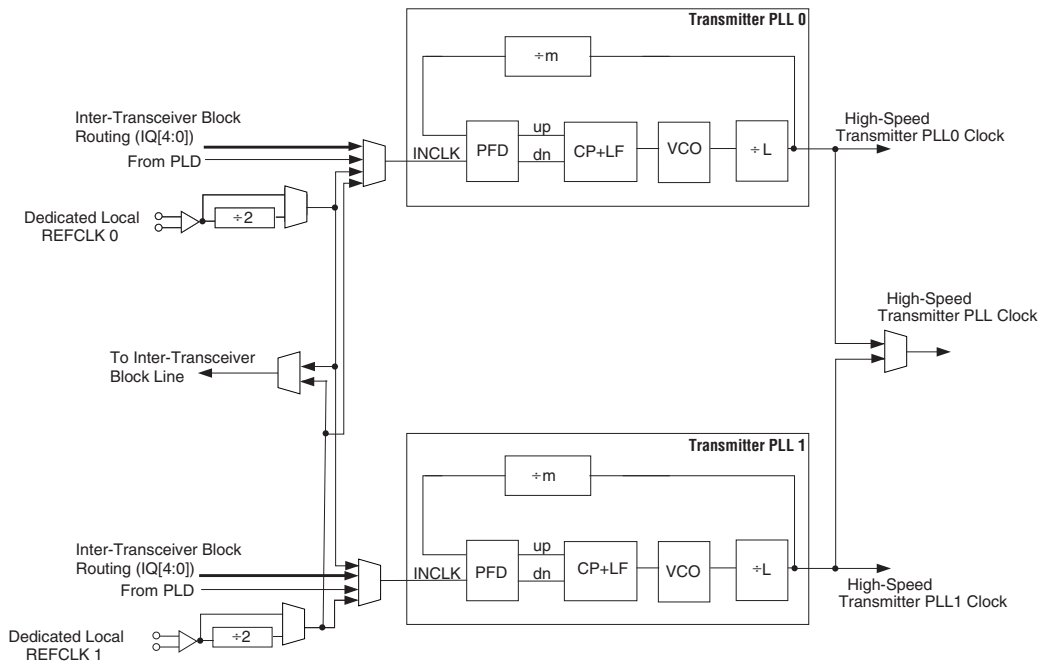 Transmitter PLL 0
÷m
Inter-Transceiver Block
Routing (IQ[4:0])
From PLD
INCLK
PFD
up
dn
CP+LF
VCO
÷L
High-Speed
Transmitter PLL0 Clock
Dedicated Local
REFCLK 0
÷2
High-Speed
Transmitter PLL Clock
To Inter-Transceiver
Block Line
Transmitter PLL 1
÷m
Inter-Transceiver Block
Routing (IQ[4:0])
From PLD
INCLK
PFD
up
dn
CP+LF
VCO
÷L
High-Speed
Transmitter PLL1 Clock
Dedicated Local
REFCLK 1
÷2